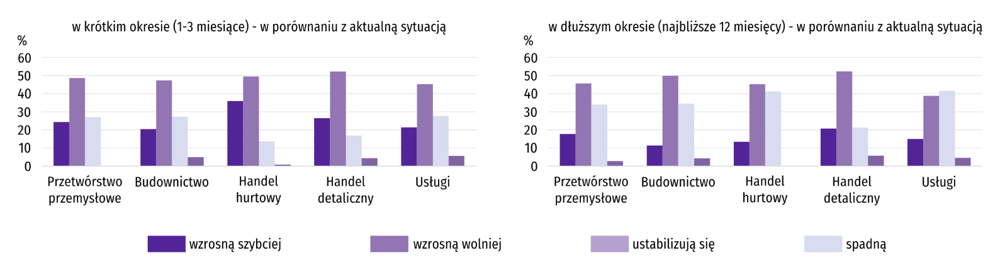 w krótkim okresie (1-3 miesiące) - w porównaniu z aktualną sytuacją
%
60
50
40
30
20
10
0
Przetwórstwo
przemysłowe
Budownictwo
Handel
hurtowy
Handel
detaliczny
Usługi
w dłuższym okresie (najbliższe 12 miesięcy) - w porównaniu z aktualną sytuacją
%
60
50
40
30
20
10
0
Przetwórstwo
przemysłowe
Budownictwo
Handel
hurtowy
Handel
detaliczny
Usługi
wzrosną szybciej
wzrosną wolniej
ustabilizują się
spadną